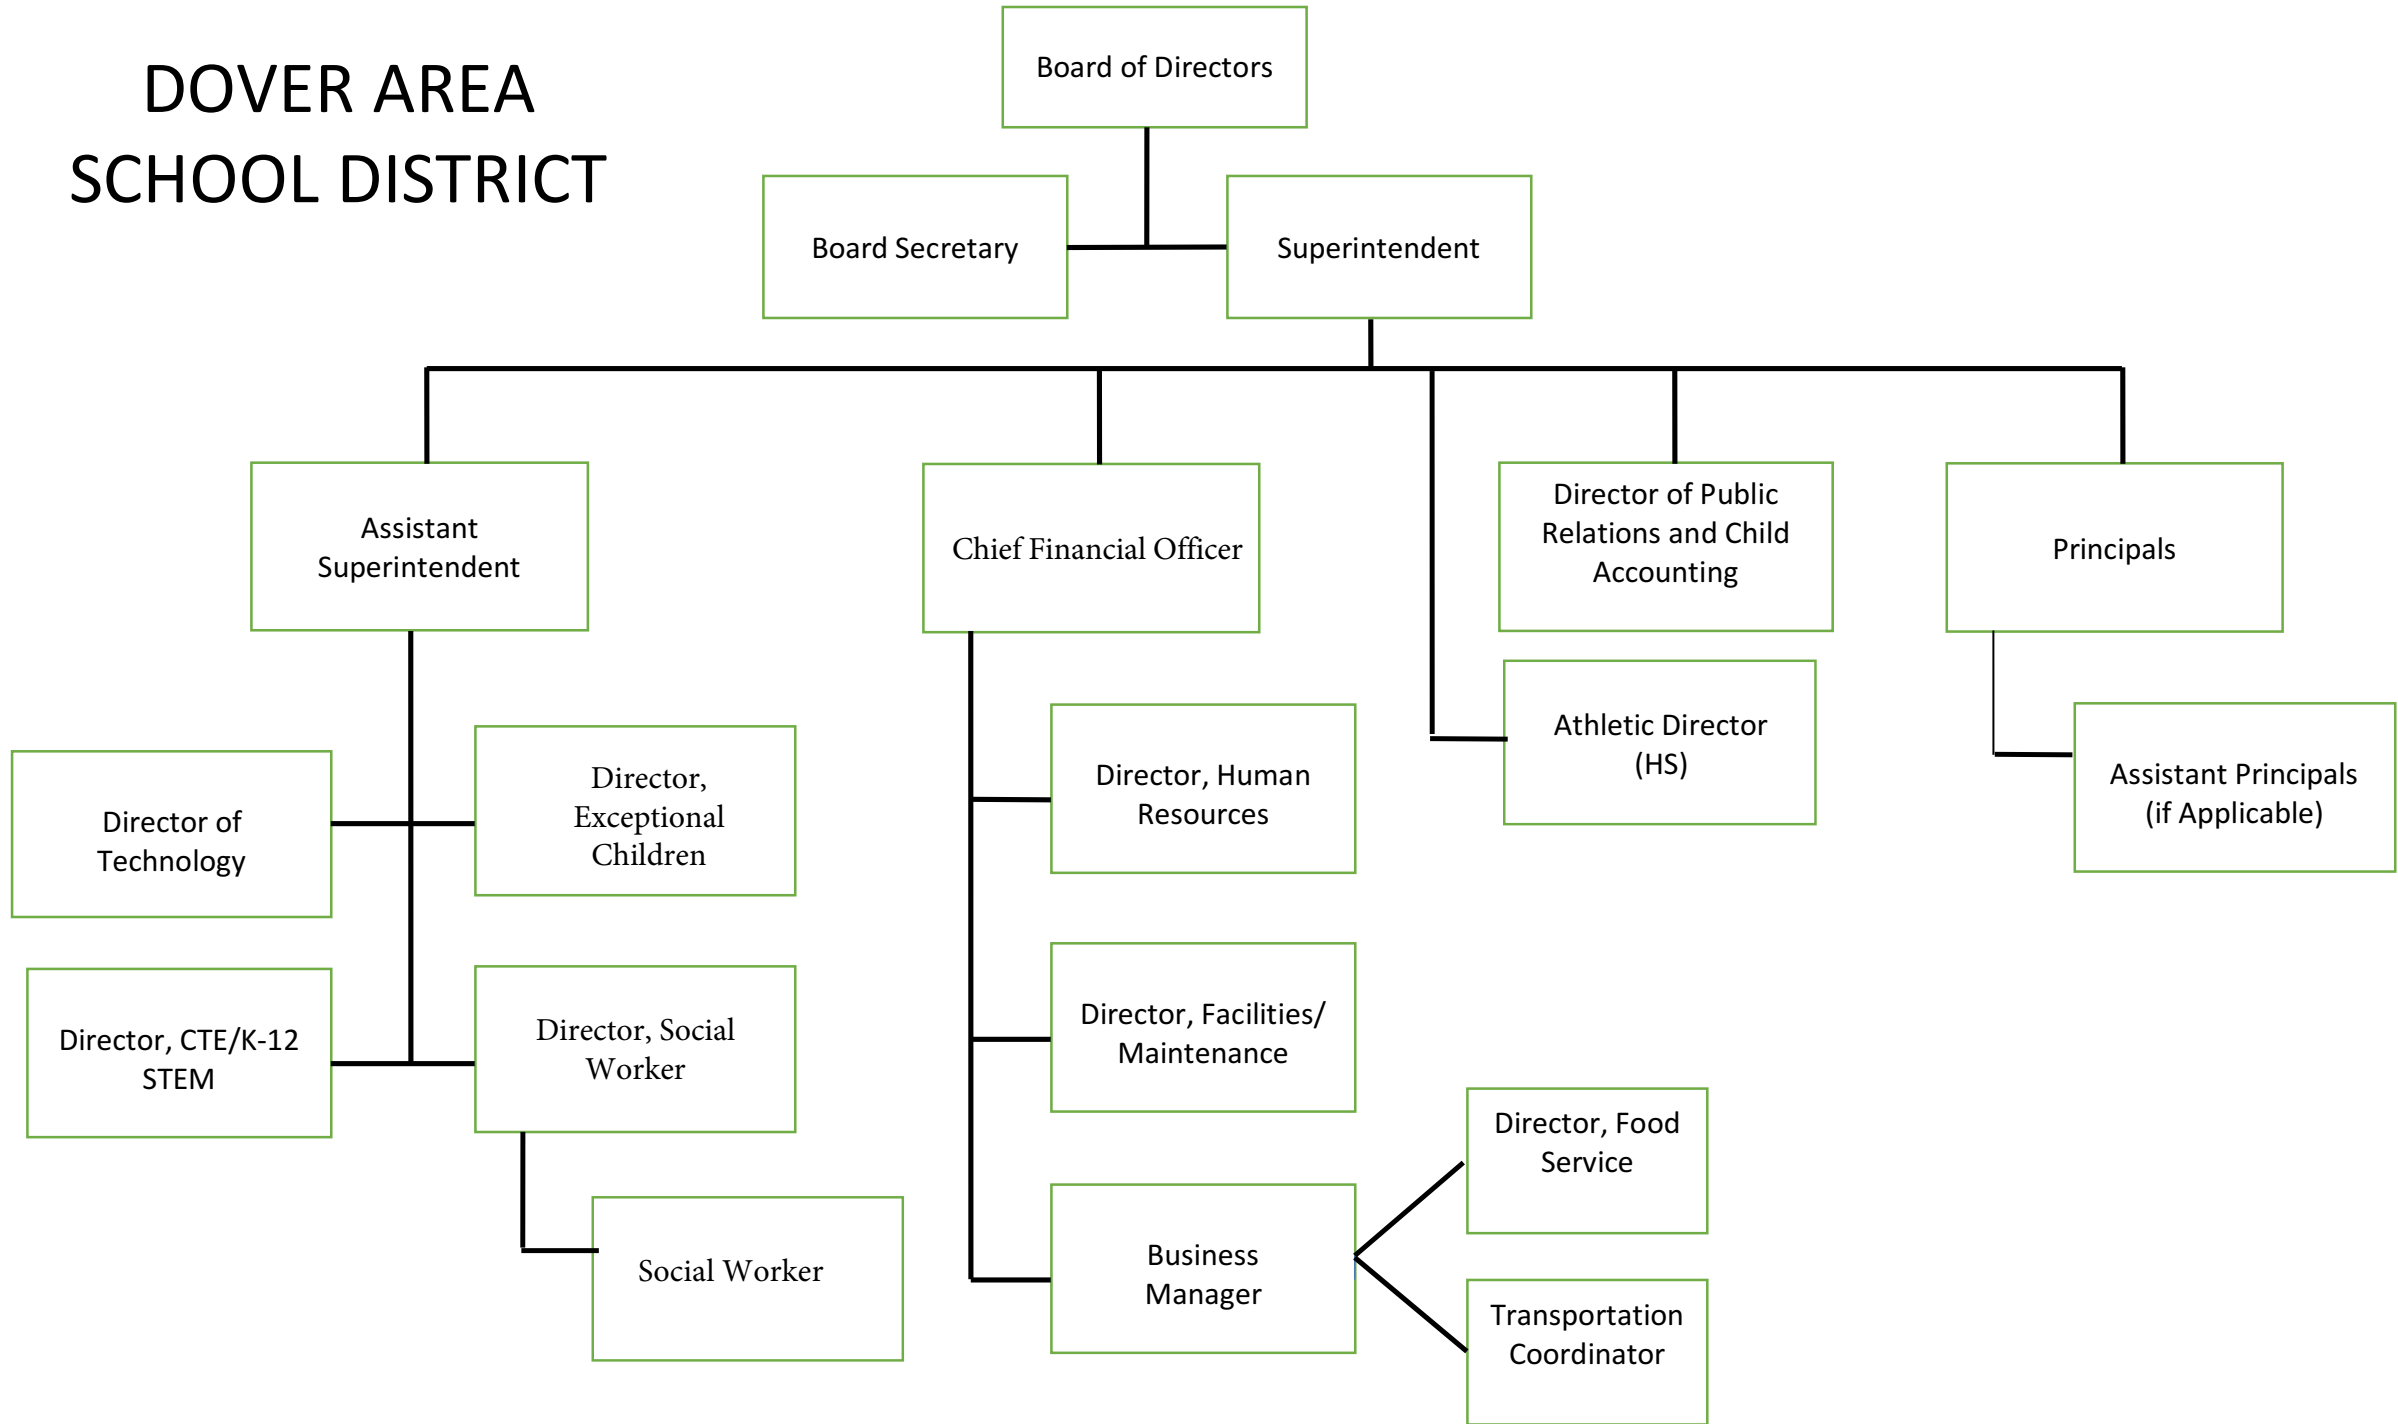 DOVER AREA
SCHOOL DISTRICT
Board of Directors
Board Secretary
Superintendent
Assistant
Superintendent
Chief Financial Officer
Director of Public
Relations and Child
Accounting
Principals
Director of
Technology
Director,
Exceptional
Children
Director, Human
Resources
Athletic Director
(HS)
Assistant Principals
(if Applicable)
Director, CTE/K-12
STEM
Director, Social
Worker
Director, Facilities/
Maintenance
Social Worker
Business
Manager
Director, Food
Service
Transportation
Coordinator